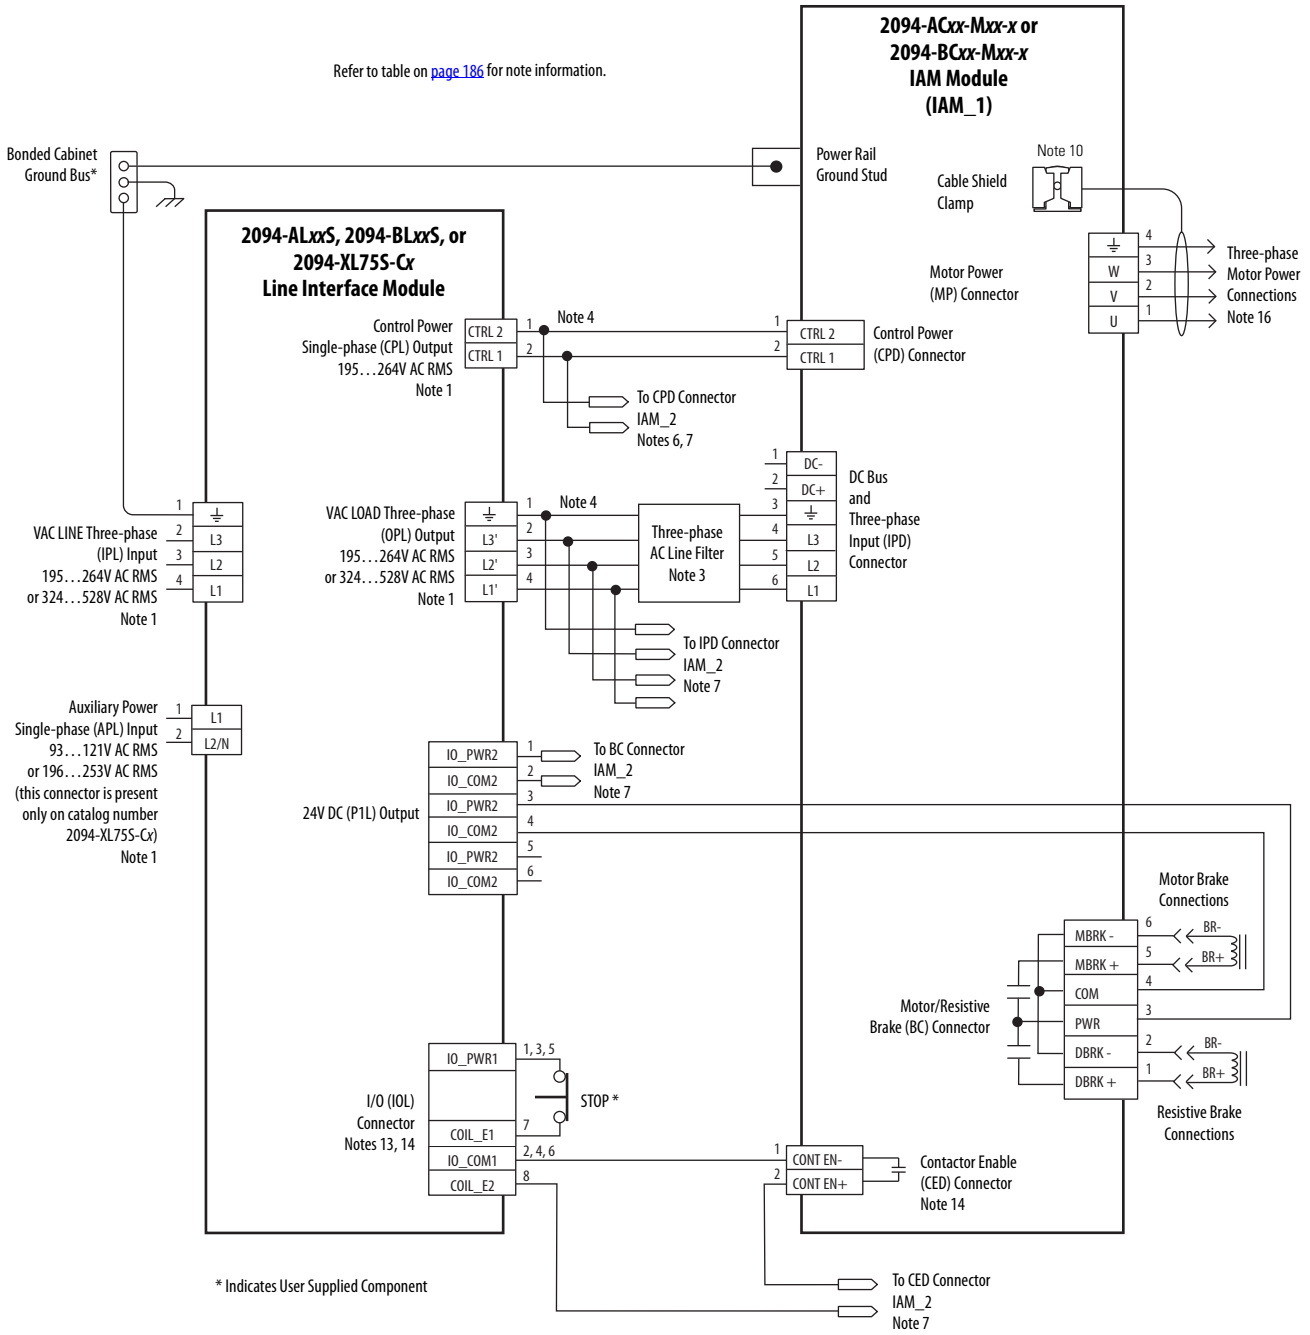 2094-ACxx-Mxx-x or
2094-BCxx-Mxx-x
IAM Module
(IAM_1)
Refer to table on page 186 for note information.
Bonded Cabinet
Ground Bus*
Power Rail
Ground Stud
Note 10
Cable Shield
Clamp
2094-ALxxS, 2094-BLxxS, or
2094-XL75S-Cx
Line Interface Module
Motor Power
(MP) Connector
4
W
3
V
2
U
1
Three-phase
Motor Power
Connections
Note 16
Control Power
Single-phase (CPL) Output
195…264V AC RMS
Note 1
CTRL 2
1
CTRL 1
2
Note 4
1
CTRL 2
2
CTRL 1
Control Power
(CPD) Connector
To CPD Connector
IAM_2
Notes 6, 7
VAC LINE Three-phase
(IPL) Input
195…264V AC RMS
or 324…528V AC RMS
Note 1
1
2
L3
3
L2
4
L1
VAC LOAD Three-phase
(OPL) Output
195…264V AC RMS
or 324…528V AC RMS
Note 1
1
L3'
2
L2'
3
L1'
4
Note 4
Three-phase
AC Line Filter
Note 3
1
DC-
2
DC+
3
4
L3
5
L2
6
L1
DC Bus
and
Three-phase
Input (IPD)
Connector
To IPD Connector
IAM_2
Note 7
Auxiliary Power
Single-phase (APL) Input
93…121V AC RMS
or 196…253V AC RMS
(this connector is present
only on catalog number
2094-XL75S-Cx)
Note 1
1
L1
2
L2/N
24V DC (P1L) Output
IO_PWR2
1
IO_COM2
2
IO_PWR2
3
IO_COM2
4
IO_PWR2
5
IO_COM2
6
To BC Connector
IAM_2
Note 7
Motor Brake
Connections
Motor/Resistive
Brake (BC) Connector
MBRK -
6
BR-
MBRK +
5
BR+
COM
4
PWR
3
DBRK -
2
BR-
DBRK +
1
BR+
Resistive Brake
Connections
I/O (IOL)
Connector
Notes 13, 14
IO_PWR1
1, 3, 5
STOP *
COIL_E1
7
IO_COM1
2, 4, 6
COIL_E2
8
1
CONT EN-
2
CONT EN+
Contactor Enable
(CED) Connector
Note 14
* Indicates User Supplied Component
To CED Connector
IAM_2
Note 7